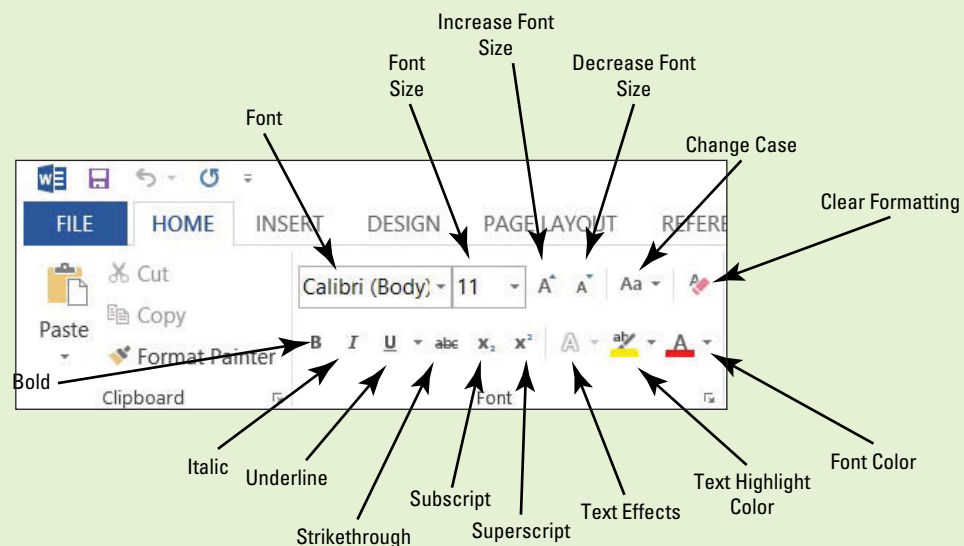 Increase Font
Size
Font
Size
Decrease Font
Size
Font
Change Case
Clear Formatting
W
FILE HOME INSERT DESIGN PAGE LAYOUT REFERE
Cut
Calibri (Body) 11 A A Aa A
Copy
Paste
Format Painter
B I U abc X2 X2 A ab A
Bold
Clipboard Font
Italic
Underline
Subscript
Strikethrough
Superscript
Text Effects
Text Highlight
Color
Font Color